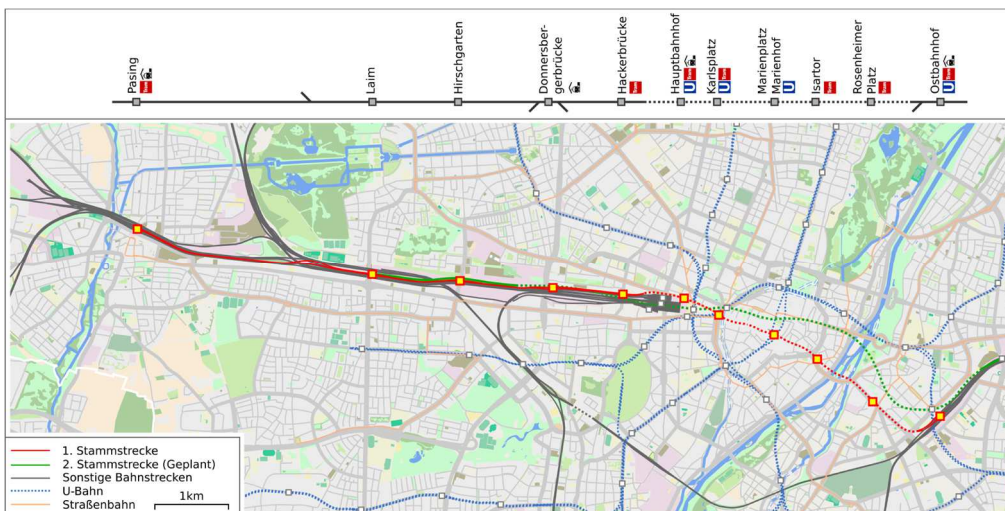 Pasing
Laim
Hirschgarten
Donnersber-
gerbrücke
Hackerbrücke
Hauptbahnhof
U
Karlsplatz
U
Marienplatz
Marienhof
U
Isartor
Rosenheimer
Platz
Ostbahnhof
U
1. Stammstrecke
2. Stammstrecke (Geplant)
Sonstige Bahnstrecken
U-Bahn
Straßenbahn
1km